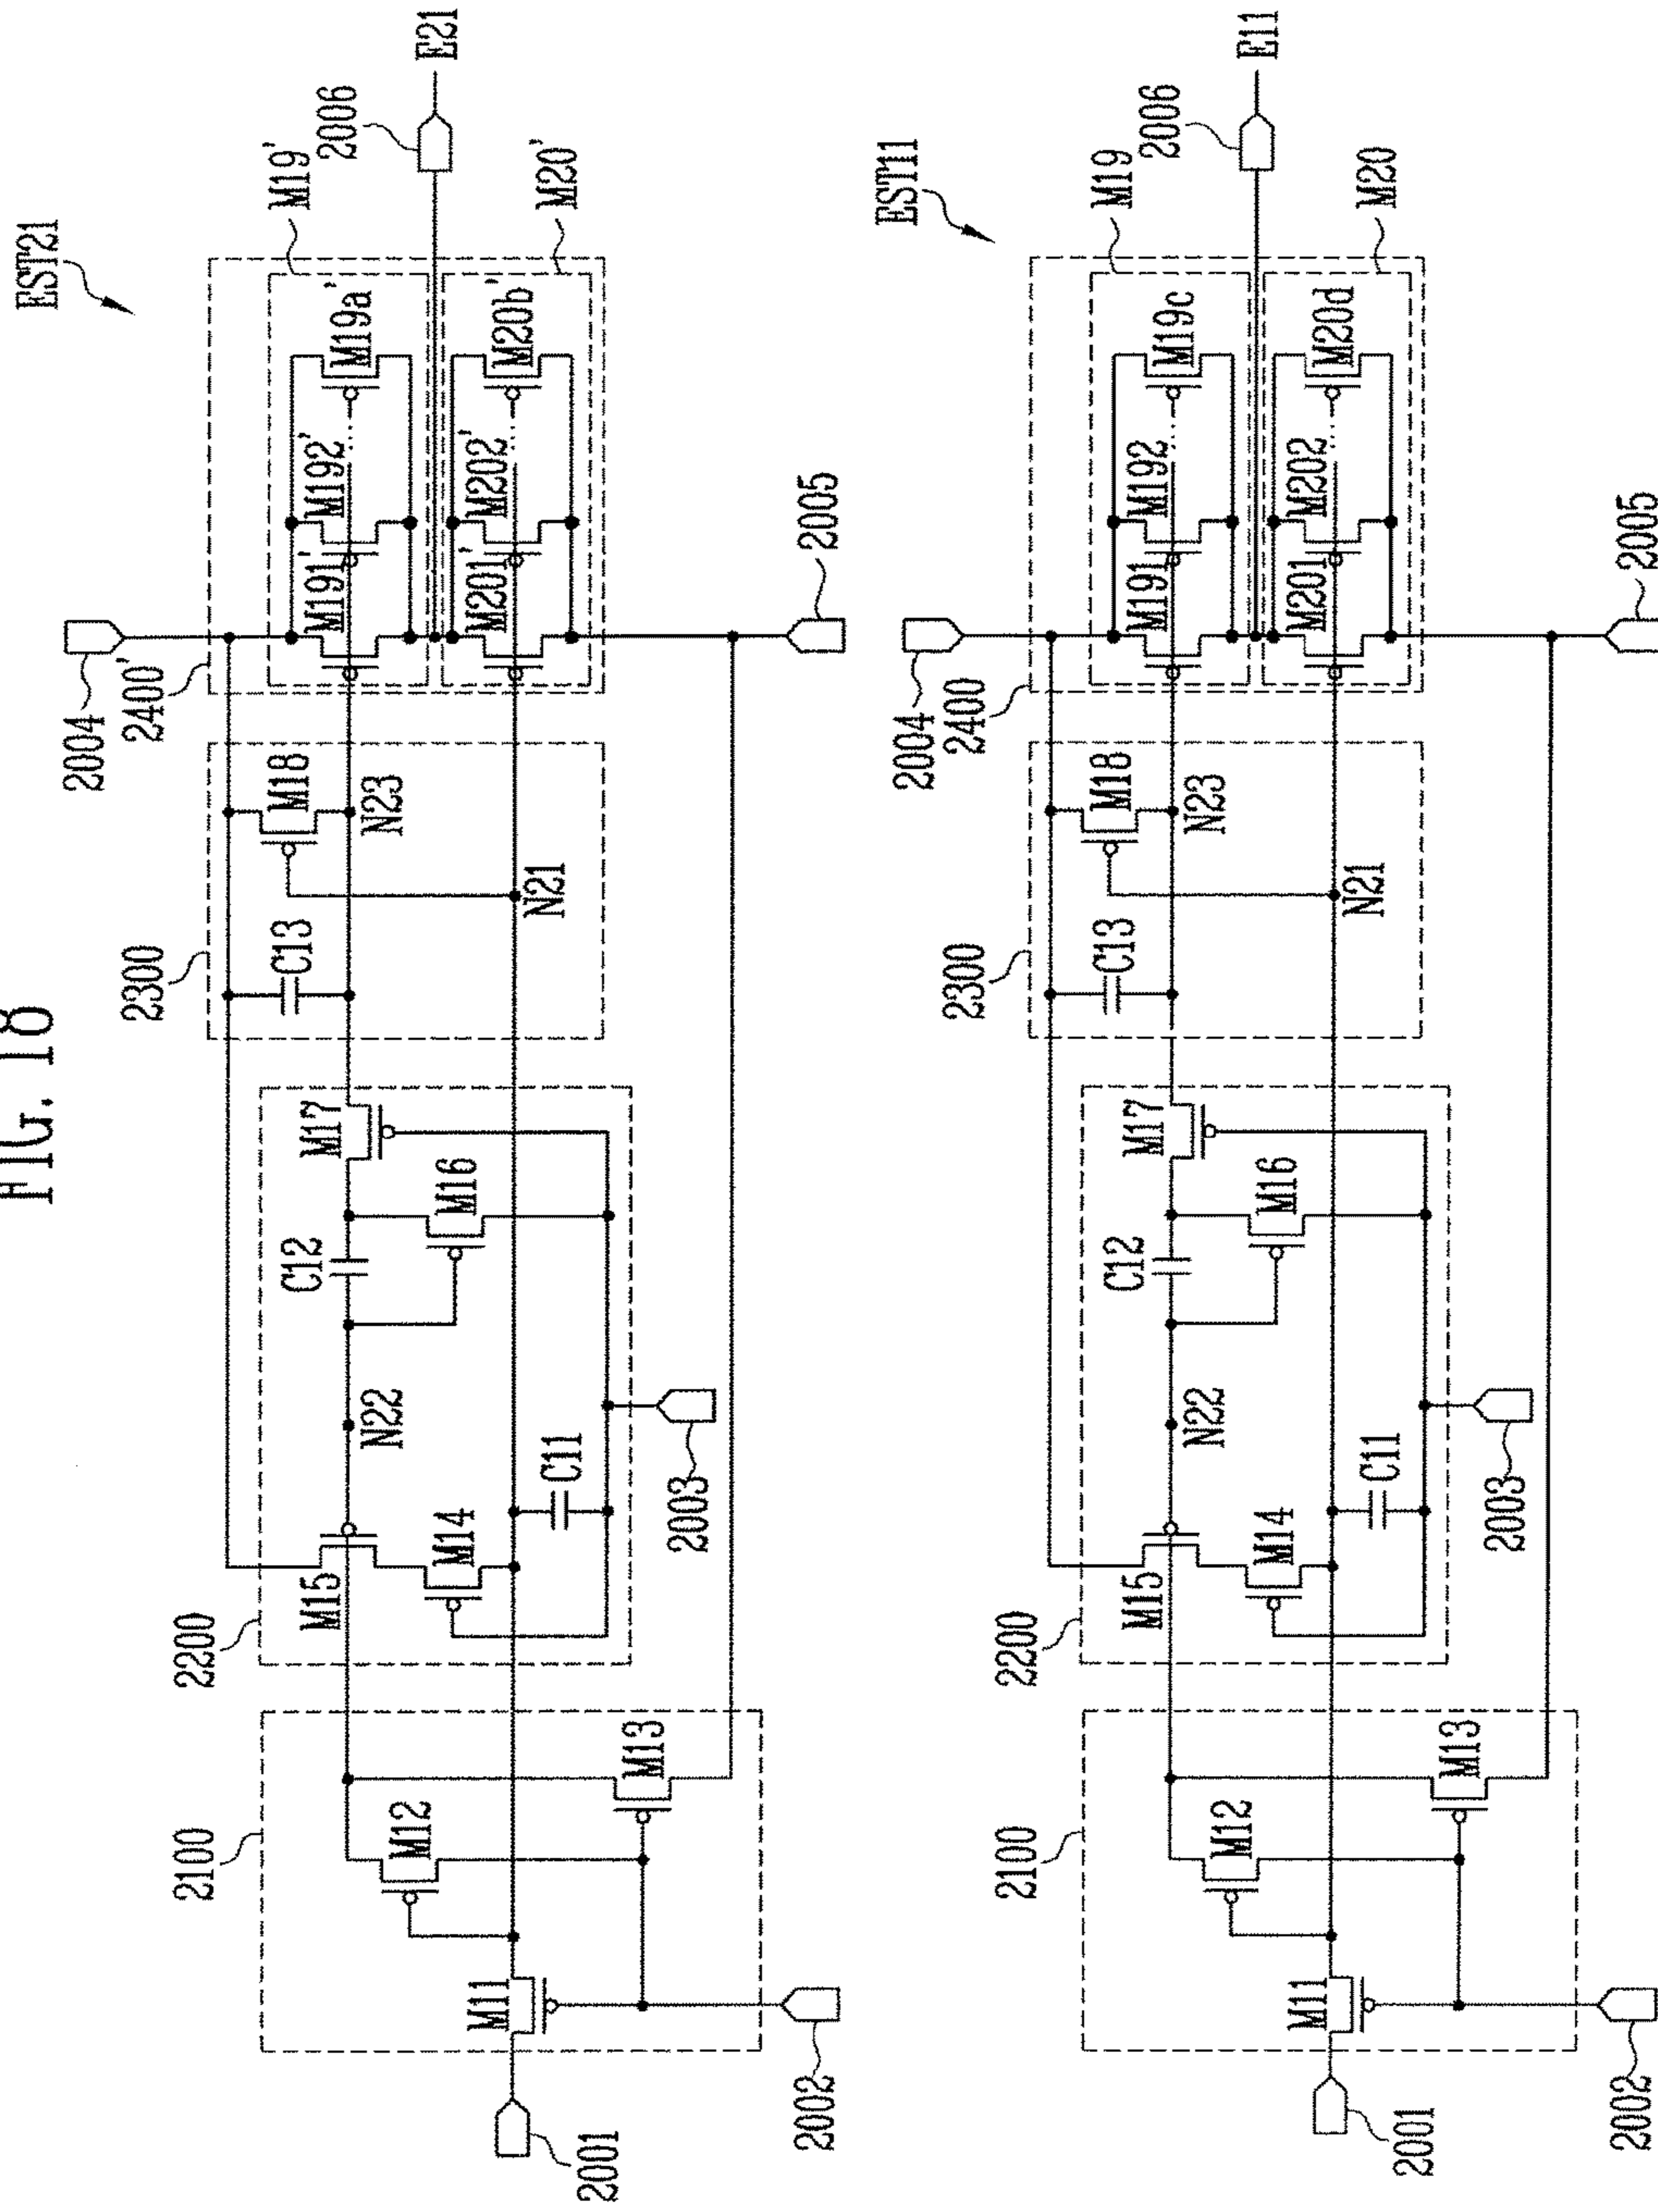 FIG. 18
EST21
2004
2400'
M19'
2006
E21
M20'
M191'
M192'
M19a'
M201'
M202'
M20b'
2005
2300
C13
M18
N23
N21
2200
M15
N22
C12
M17
M16
M14
C11
2003
2100
M12
M13
M11
2001
2002
EST11
2004
2400
M19
2006
E11
M20
M191
M192
M19c
M201
M202
M20d
2005
2300
C13
M18
N23
N21
2200
M15
N22
C12
M17
M16
M14
C11
2003
2100
M12
M13
M11
2001
2002